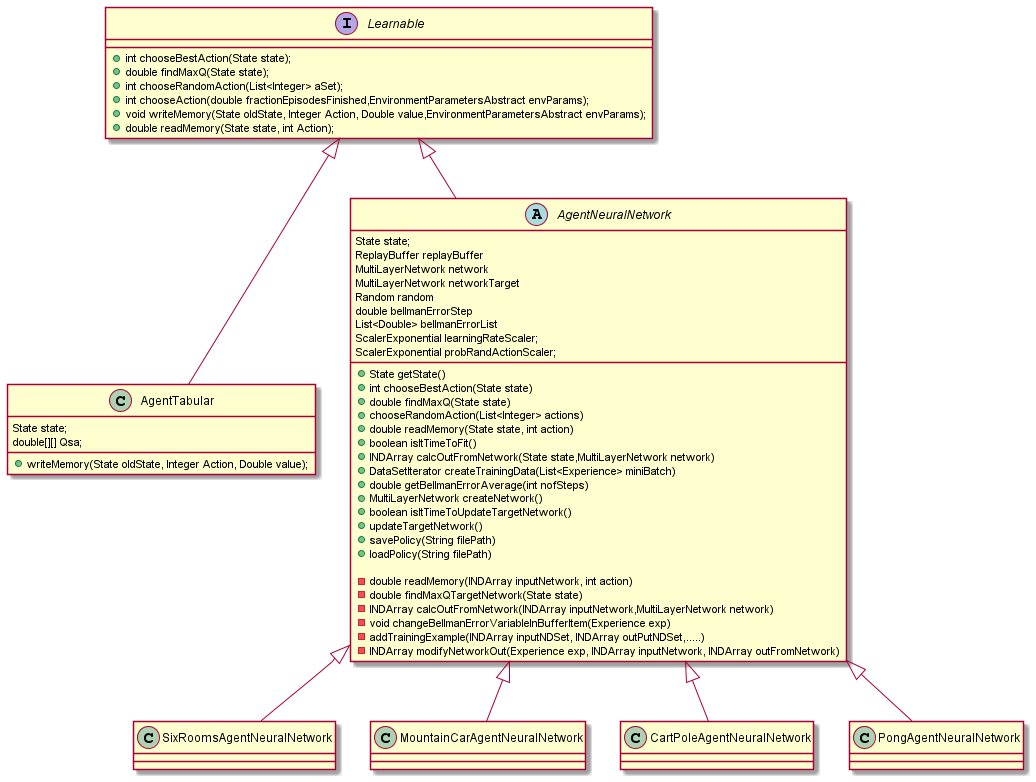 I Learnable
int chooseBestAction(State state);
double findMaxQ(State state);
int chooseRandomAction(List<Integer> aSet);
int chooseAction(double fractionEpisodesFinished,EnvironmentParametersAbstract envParams);
void writeMemory(State oldState, Integer Action, Double value,EnvironmentParametersAbstract envParams);
double readMemory(State state, int Action);
A AgentNeuralNetwork
State state;
ReplayBuffer replayBuffer
MultiLayerNetwork network
MultiLayerNetwork networkTarget
Random random
double bellmanErrorStep
List<Double> bellmanErrorList
ScalerExponential learningRateScaler;
ScalerExponential probRandActionScaler;
State getState()
int chooseBestAction(State state)
double findMaxQ(State state)
chooseRandomAction(List<Integer> actions)
double readMemory(State state, int action)
boolean isItTimeToFit()
INDArray calcOutFromNetwork(State state,MultiLayerNetwork network)
DataSetIterator createTrainingData(List<Experience> miniBatch)
double getBellmanErrorAverage(int nofSteps)
MultiLayerNetwork createNetwork()
boolean isItTimeToUpdateTargetNetwork()
updateTargetNetwork()
savePolicy(String filePath)
loadPolicy(String filePath)
double readMemory(INDArray inputNetwork, int action)
double findMaxQTargetNetwork(State state)
INDArray calcOutFromNetwork(INDArray inputNetwork,MultiLayerNetwork network)
void changeBellmanErrorVariableInBufferItem(Experience exp)
addTrainingExample(INDArray inputNDSet, INDArray outPutNDSet,.....)
INDArray modifyNetworkOut(Experience exp, INDArray inputNetwork, INDArray outFromNetwork)
C AgentTabular
State state;
double[][] Qsa;
writeMemory(State oldState, Integer Action, Double value);
C SixRoomsAgentNeuralNetwork
C MountainCarAgentNeuralNetwork
C CartPoleAgentNeuralNetwork
C PongAgentNeuralNetwork